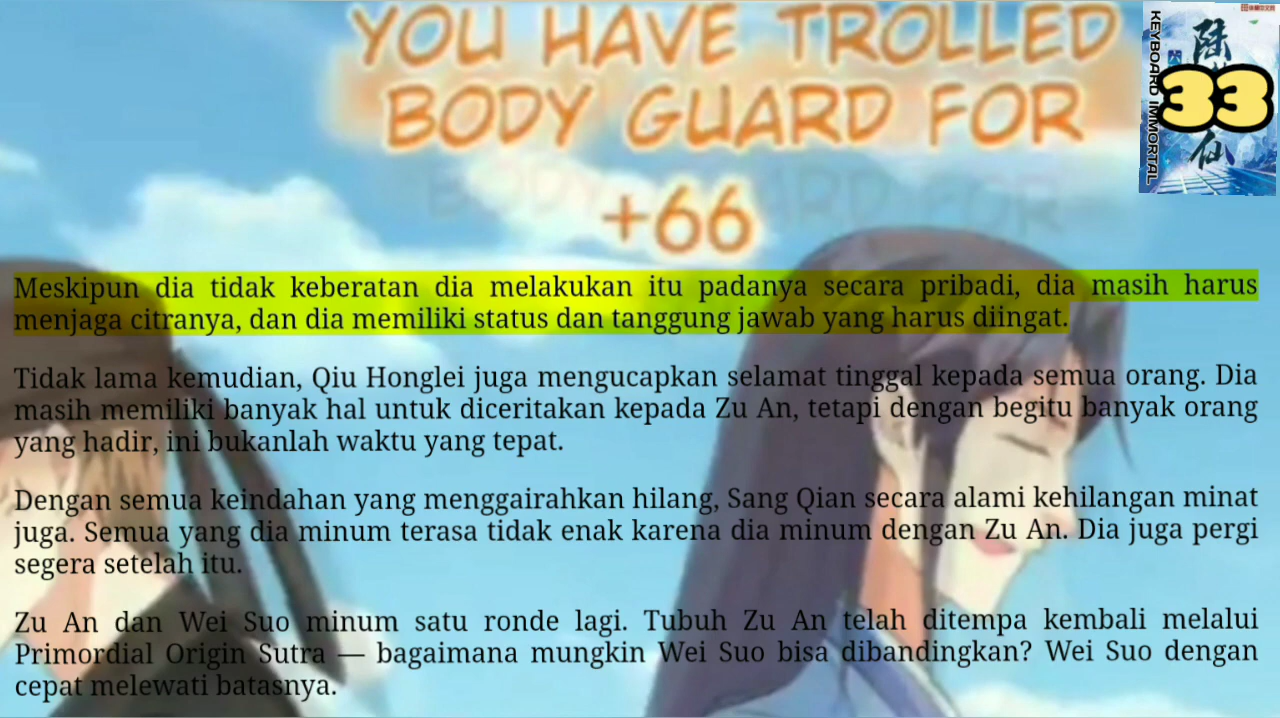 YOU HAVE TROLLED
BODY GUARD FOR
BODY GUARD FOR
+66
KEYBOARD IMMORTAL
陆
仙
33
Meskipun dia tidak keberatan dia melakukan itu padanya secara pribadi, dia masih harus
menjaga citranya, dan dia memiliki status dan tanggung jawab yang harus diingat.
Tidak lama kemudian, Qiu Honglei juga mengucapkan selamat tinggal kepada semua orang. Dia
masih memiliki banyak hal untuk diceritakan kepada Zu An, tetapi dengan begitu banyak orang
yang hadir, ini bukanlah waktu yang tepat.
Dengan semua keindahan yang menggairahkan hilang, Sang Qian secara alami kehilangan minat
juga. Semua yang dia minum terasa tidak enak karena dia minum dengan Zu An. Dia juga pergi
segera setelah itu.
Zu An dan Wei Suo minum satu ronde lagi. Tubuh Zu An telah ditempa kembali melalui
Primordial Origin Sutra — bagaimana mungkin Wei Suo bisa dibandingkan? Wei Suo dengan
cepat melewati batasnya.